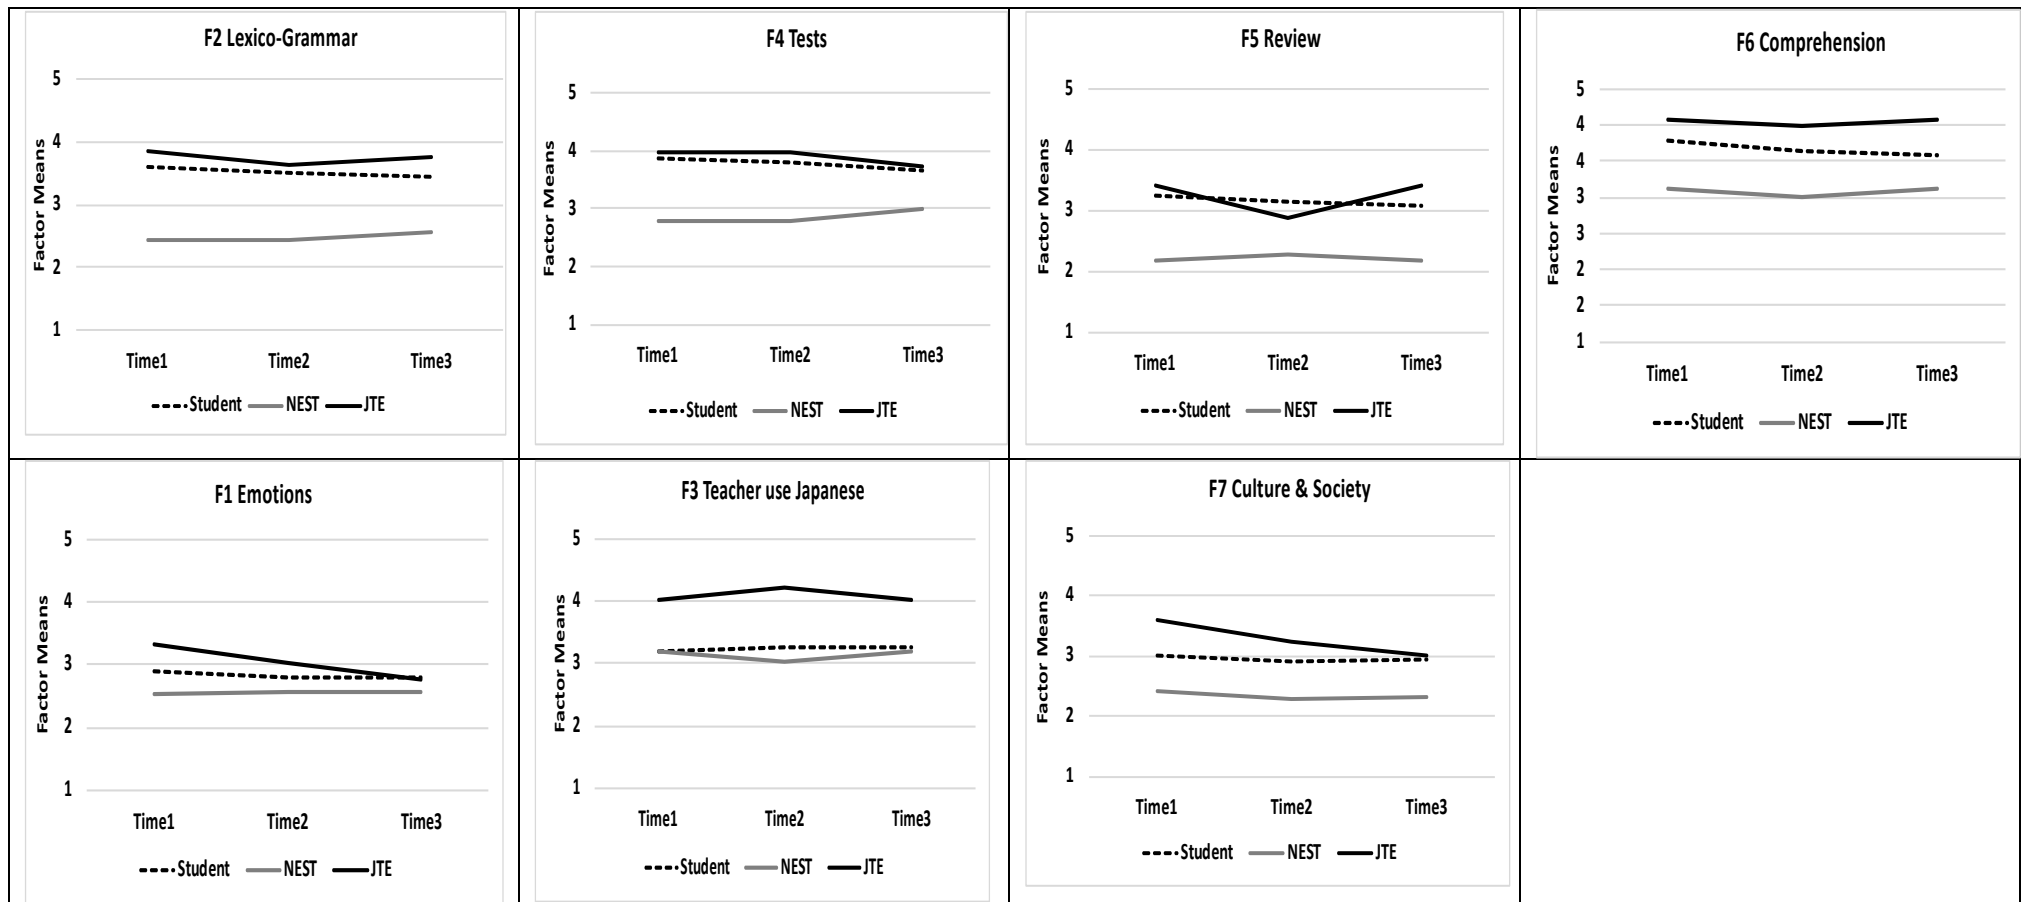 F2 Lexico-Grammar
5
4
3
2
1
Factor Means
Time1 Time2 Time3
Student NEST JTE
F4 Tests
5
4
3
2
1
Factor Means
Time1 Time2 Time3
Student NEST JTE
F5 Review
5
4
3
2
1
Factor Means
Time1 Time2 Time3
Student NEST JTE
F6 Comprehension
5
4
4
3
3
2
2
1
Factor Means
Time1 Time2 Time3
Student NEST JTE
F1 Emotions
5
4
3
2
1
Factor Means
Time1 Time2 Time3
Student NEST JTE
F3 Teacher use Japanese
5
4
3
2
1
Factor Means
Time1 Time2 Time3
Student NEST JTE
F7 Culture & Society
5
4
3
2
1
Factor Means
Time1 Time2 Time3
Student NEST JTE